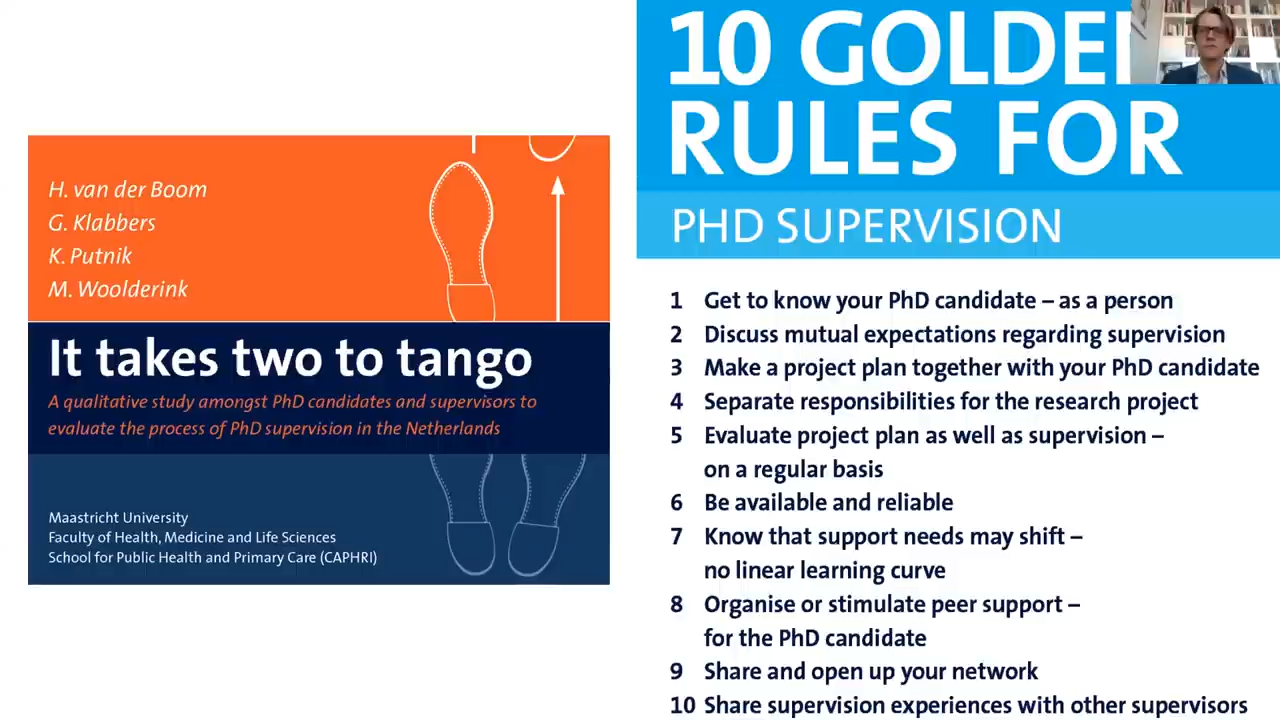 H. van der Boom
G. Klabbers
K. Putnik
M. Woolderink
It takes two to tango
A qualitative study amongst PhD candidates and supervisors to
evaluate the process of PhD supervision in the Netherlands
Maastricht University
Faculty of Health, Medicine and Life Sciences
School for Public Health and Primary Care (CAPHRI)
10 GOLDE
RULES FOR
PHD SUPERVISION
1 Get to know your PhD candidate – as a person
2 Discuss mutual expectations regarding supervision
3 Make a project plan together with your PhD candidate
4 Separate responsibilities for the research project
5 Evaluate project plan as well as supervision –
on a regular basis
6 Be available and reliable
7 Know that support needs may shift –
no linear learning curve
8 Organise or stimulate peer support –
for the PhD candidate
9 Share and open up your network
10 Share supervision experiences with other supervisors